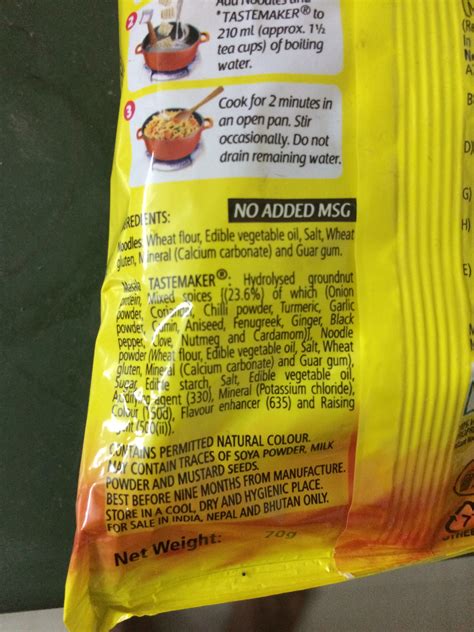 2
Add Noodles and
*TASTEMAKER® to
210 ml (approx. 1½
tea cups) of boiling
water.
3
Cook for 2 minutes in
an open pan. Stir
occasionally. Do not
drain remaining water.
REDIENTS:
NO ADDED MSG
Noodles: Wheat flour, Edible vegetable oil, Salt, Wheat
gluten, Mineral (Calcium carbonate) and Guar gum.
Masala TASTEMAKER®: Hydrolysed groundnut
protein, Mixed spices {(23.6%) of which (Onion
powder, Coriander, Chilli powder, Turmeric, Garlic
powder, Cumin, Aniseed, Fenugreek, Ginger, Black
pepper, Clove, Nutmeg and Cardamom)}, Noodle
powder (Wheat flour, Edible vegetable oil, Salt, Wheat
gluten, Mineral (Calcium carbonate) and Guar gum),
Sugar, Edible starch, Salt, Edible vegetable oil,
Acidifying agent (330), Mineral (Potassium chloride),
Colour (150d), Flavour enhancer (635) and Raising
agent (500(ii)).
CONTAINS PERMITTED NATURAL COLOUR.
MAY CONTAIN TRACES OF SOYA POWDER, MILK
POWDER AND MUSTARD SEEDS.
BEST BEFORE NINE MONTHS FROM MANUFACTURE.
STORE IN A COOL, DRY AND HYGIENIC PLACE.
FOR SALE IN INDIA, NEPAL AND BHUTAN ONLY.
Net Weight: 70g
(Re
In
Ne
B
D)
G)
H)
E)